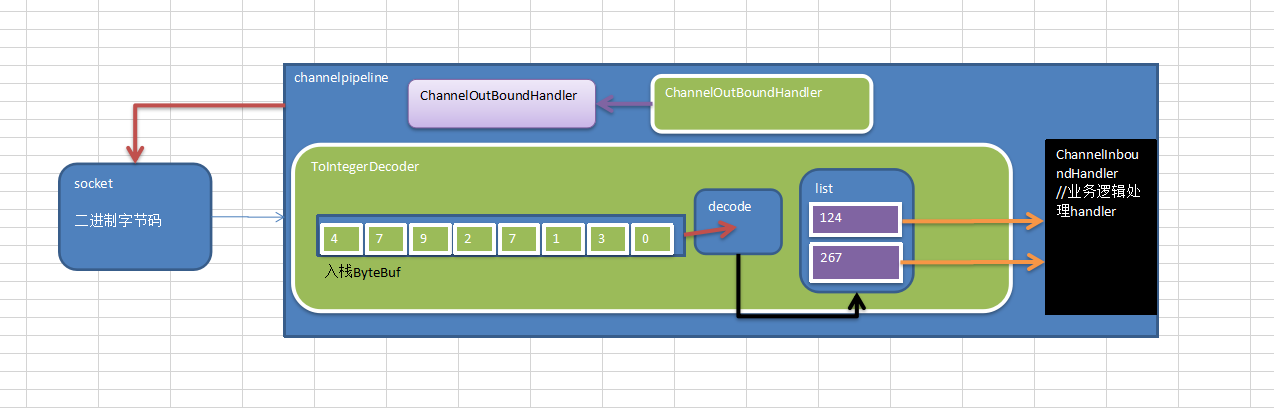 channelpipeline
ChannelOutBoundHandler
ChannelOutBoundHandler
socket
二进制字节码
ToIntegerDecoder
4 7 9 2 7 1 3 0
入栈ByteBuf
decode
list
124
267
ChannelInbou
ndHandler
//业务逻辑处
理handler